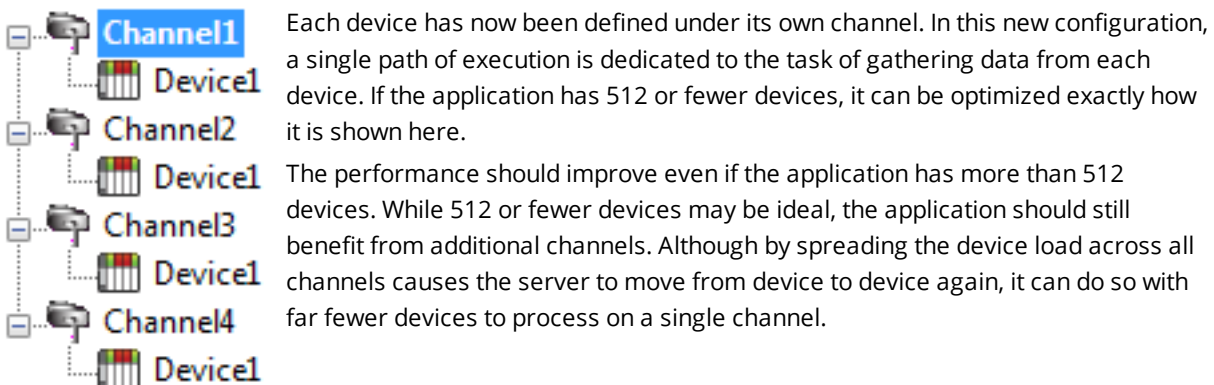 Channel1
Device1
Channel2
Device1
Channel3
Device1
Channel4
Device1
Each device has now been defined under its own channel. In this new configuration,
a single path of execution is dedicated to the task of gathering data from each
device. If the application has 512 or fewer devices, it can be optimized exactly how
it is shown here.
The performance should improve even if the application has more than 512
devices. While 512 or fewer devices may be ideal, the application should still
benefit from additional channels. Although by spreading the device load across all
channels causes the server to move from device to device again, it can do so with
far fewer devices to process on a single channel.